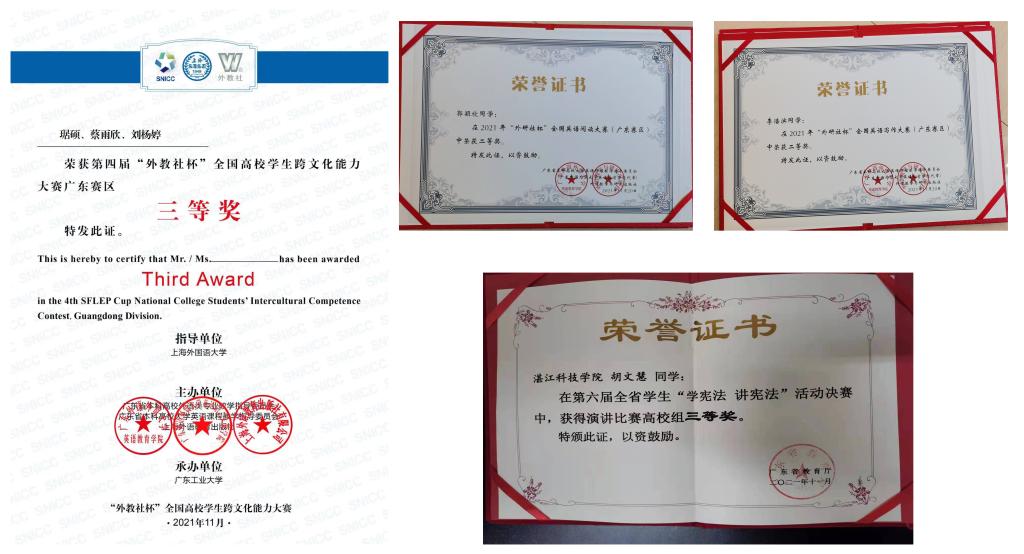 SNICC
外教社
琚硕、蔡雨欣、刘杨婷
荣获第四届“外教社杯”全国高校学生跨文化能力
大赛广东赛区
三等奖
特发此证。
This is hereby to certify that Mr. / Ms. has been awarded
Third Award
in the 4th SFLEP Cup National College Students’ Intercultural Competence
Contest, Guangdong Division.
指导单位
上海外国语大学
主办单位
英语教育学院
承办单位
广东工业大学
“外教社杯”全国高校学生跨文化能力大赛
·2021年11月·
荣誉证书
同学：
在2021年“外研社杯”全国英语阅读大赛（广东赛区）
中荣获二等奖。
特发此证，以资鼓励。
荣誉证书
同学：
在2021年“外研社杯”全国英语写作大赛（广东赛区）
中荣获二等奖。
特发此证，以资鼓励。
荣誉证书
湛江科技学院 胡文慧 同学：
在第六届全省学生“学宪法 讲宪法”活动决赛
中，获得演讲比赛高校组三等奖。
特颁此证，以资鼓励。
广东省教育厅
二〇二一年十一月